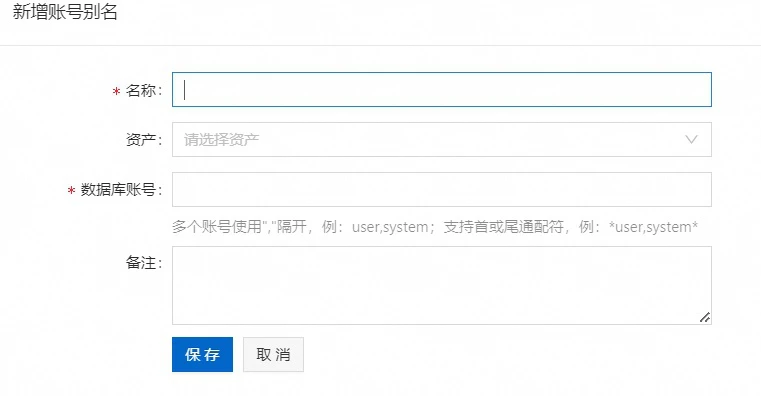 新增账号别名
* 名称：
资产： 请选择资产
* 数据库账号：
多个账号使用","隔开，例：user,system；支持首或尾通配符，例：*user,system*
备注：
保存 取消